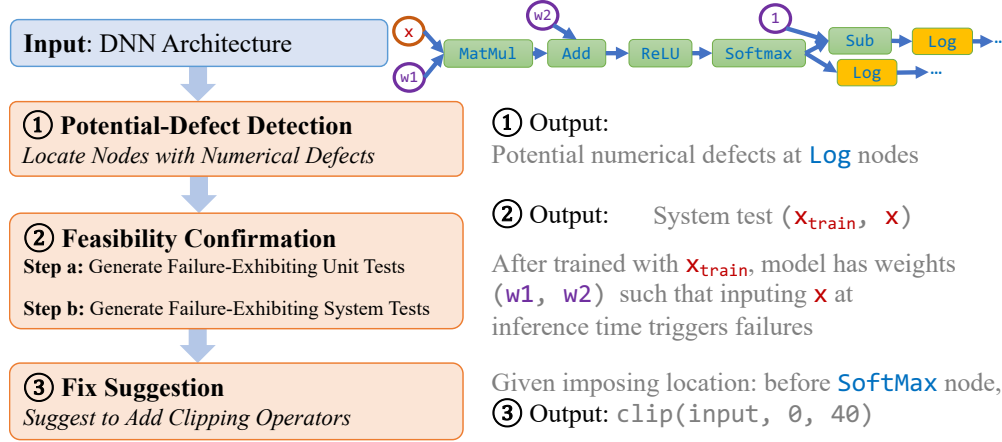 Input: DNN Architecture
x
w1
w2
1
MatMul
Add
ReLU
Softmax
Sub
Log
...
Log
...
① Potential-Defect Detection
Locate Nodes with Numerical Defects
① Output:
Potential numerical defects at Log nodes
② Feasibility Confirmation
Step a: Generate Failure-Exhibiting Unit Tests
Step b: Generate Failure-Exhibiting System Tests
② Output: System test (x_train, x)
After trained with x_train, model has weights
(w1, w2) such that inputing x at
inference time triggers failures
③ Fix Suggestion
Suggest to Add Clipping Operators
Given imposing location: before SoftMax node,
③ Output: clip(input, 0, 40)